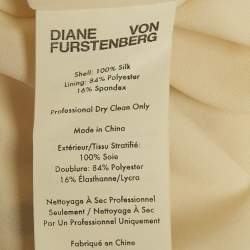 DIANE VON
FURSTENBERG
Shell: 100% Silk
Lining: 84% Polyester
16% Spandex
Professional Dry Clean Only
Made in China
Extérieur/Tissu Stratifié:
100% Soie
Doublure: 84% Polyester
16% Élasthanne/Lycra
Nettoyage À Sec Professionnel
Seulement / Nettoyage À Sec
Par Un Professionnel Uniquement
Fabriqué en Chine